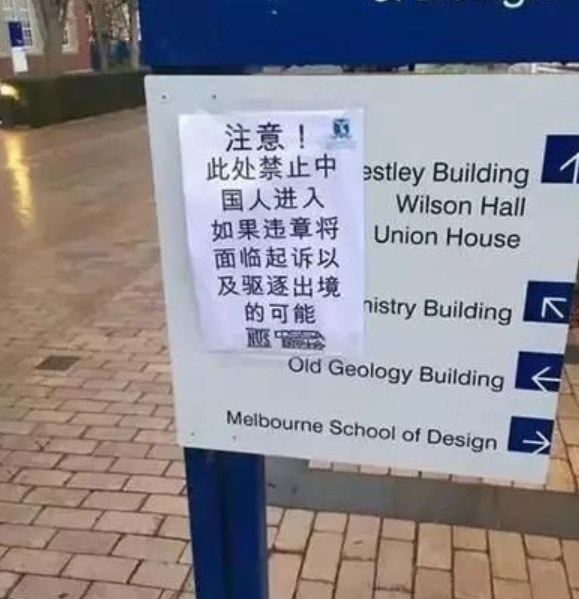 注意！
此处禁止中
国人进入
如果违章将
面临起诉以
及驱逐出境
的可能
estley Building
Wilson Hall
Union House
nistry Building
Old Geology Building
Melbourne School of Design